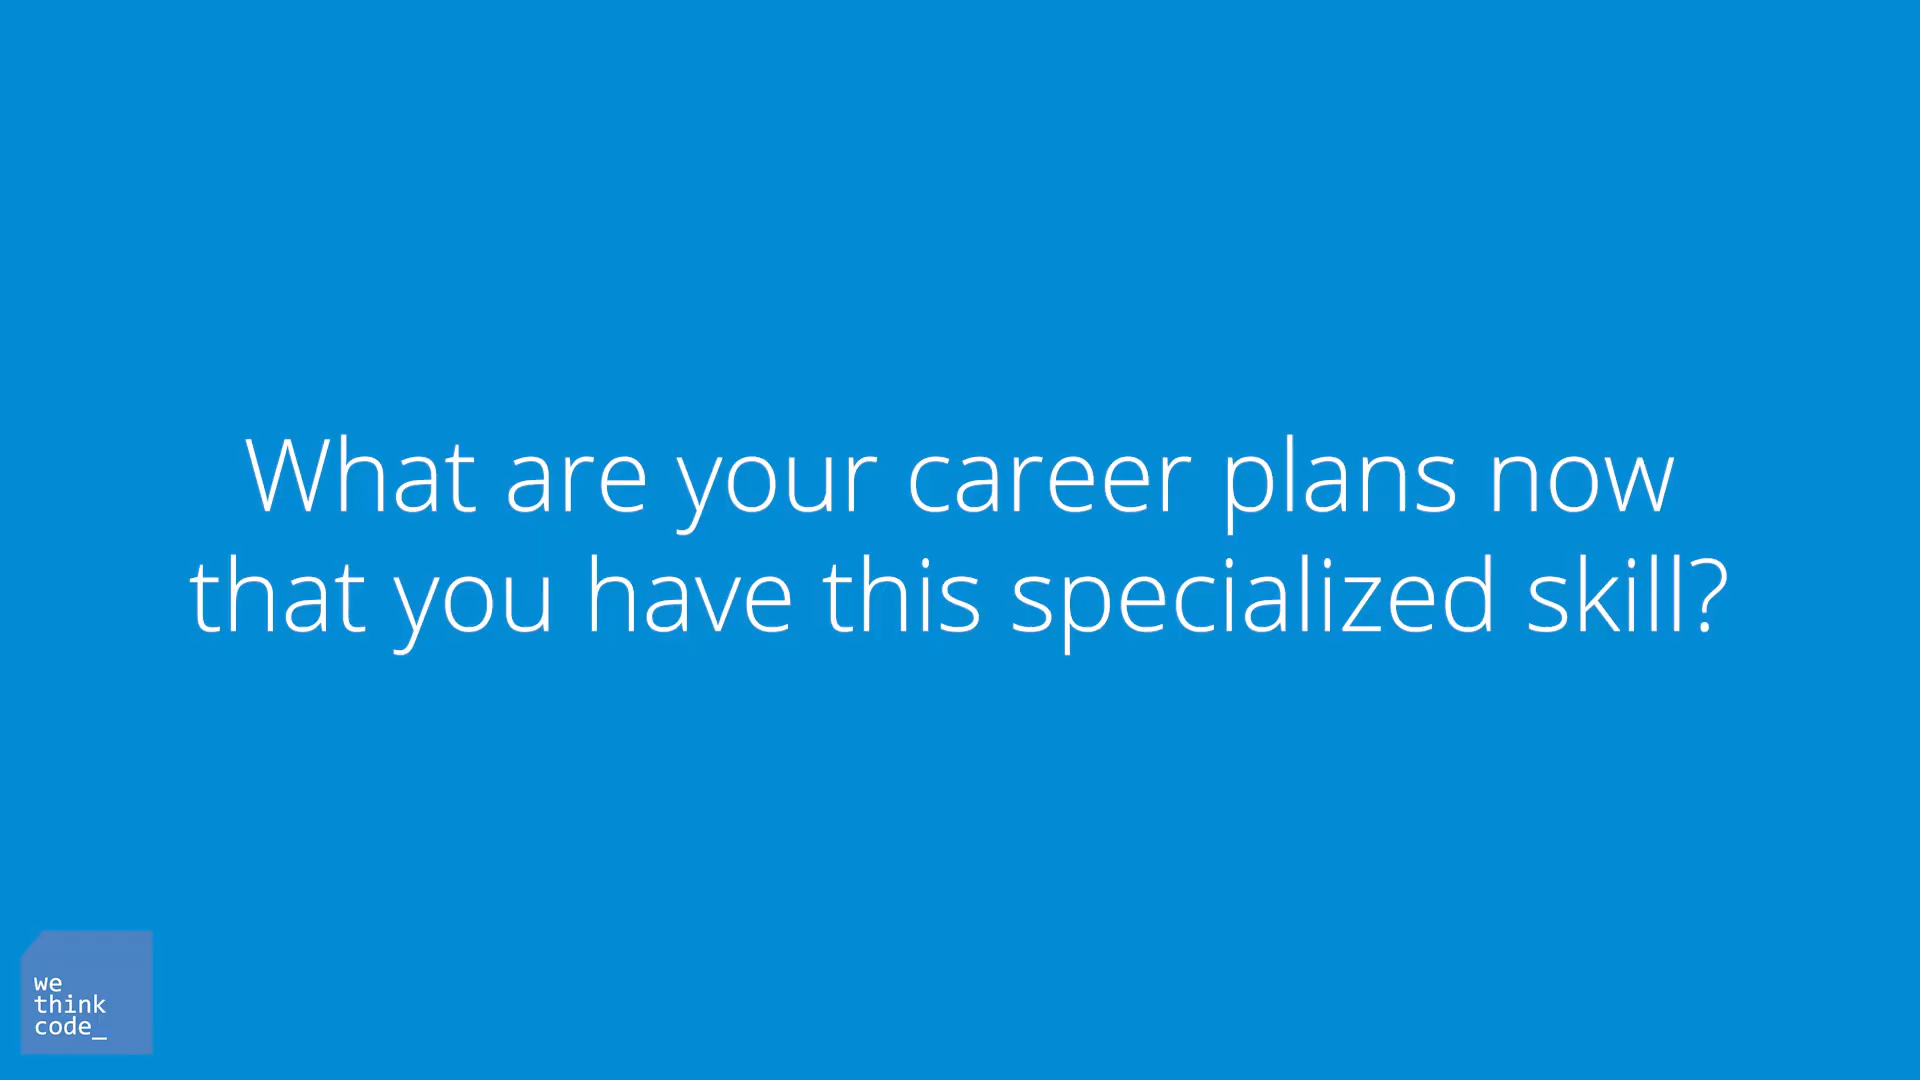 What are your career plans now
that you have this specialized skill?
we
think
code_